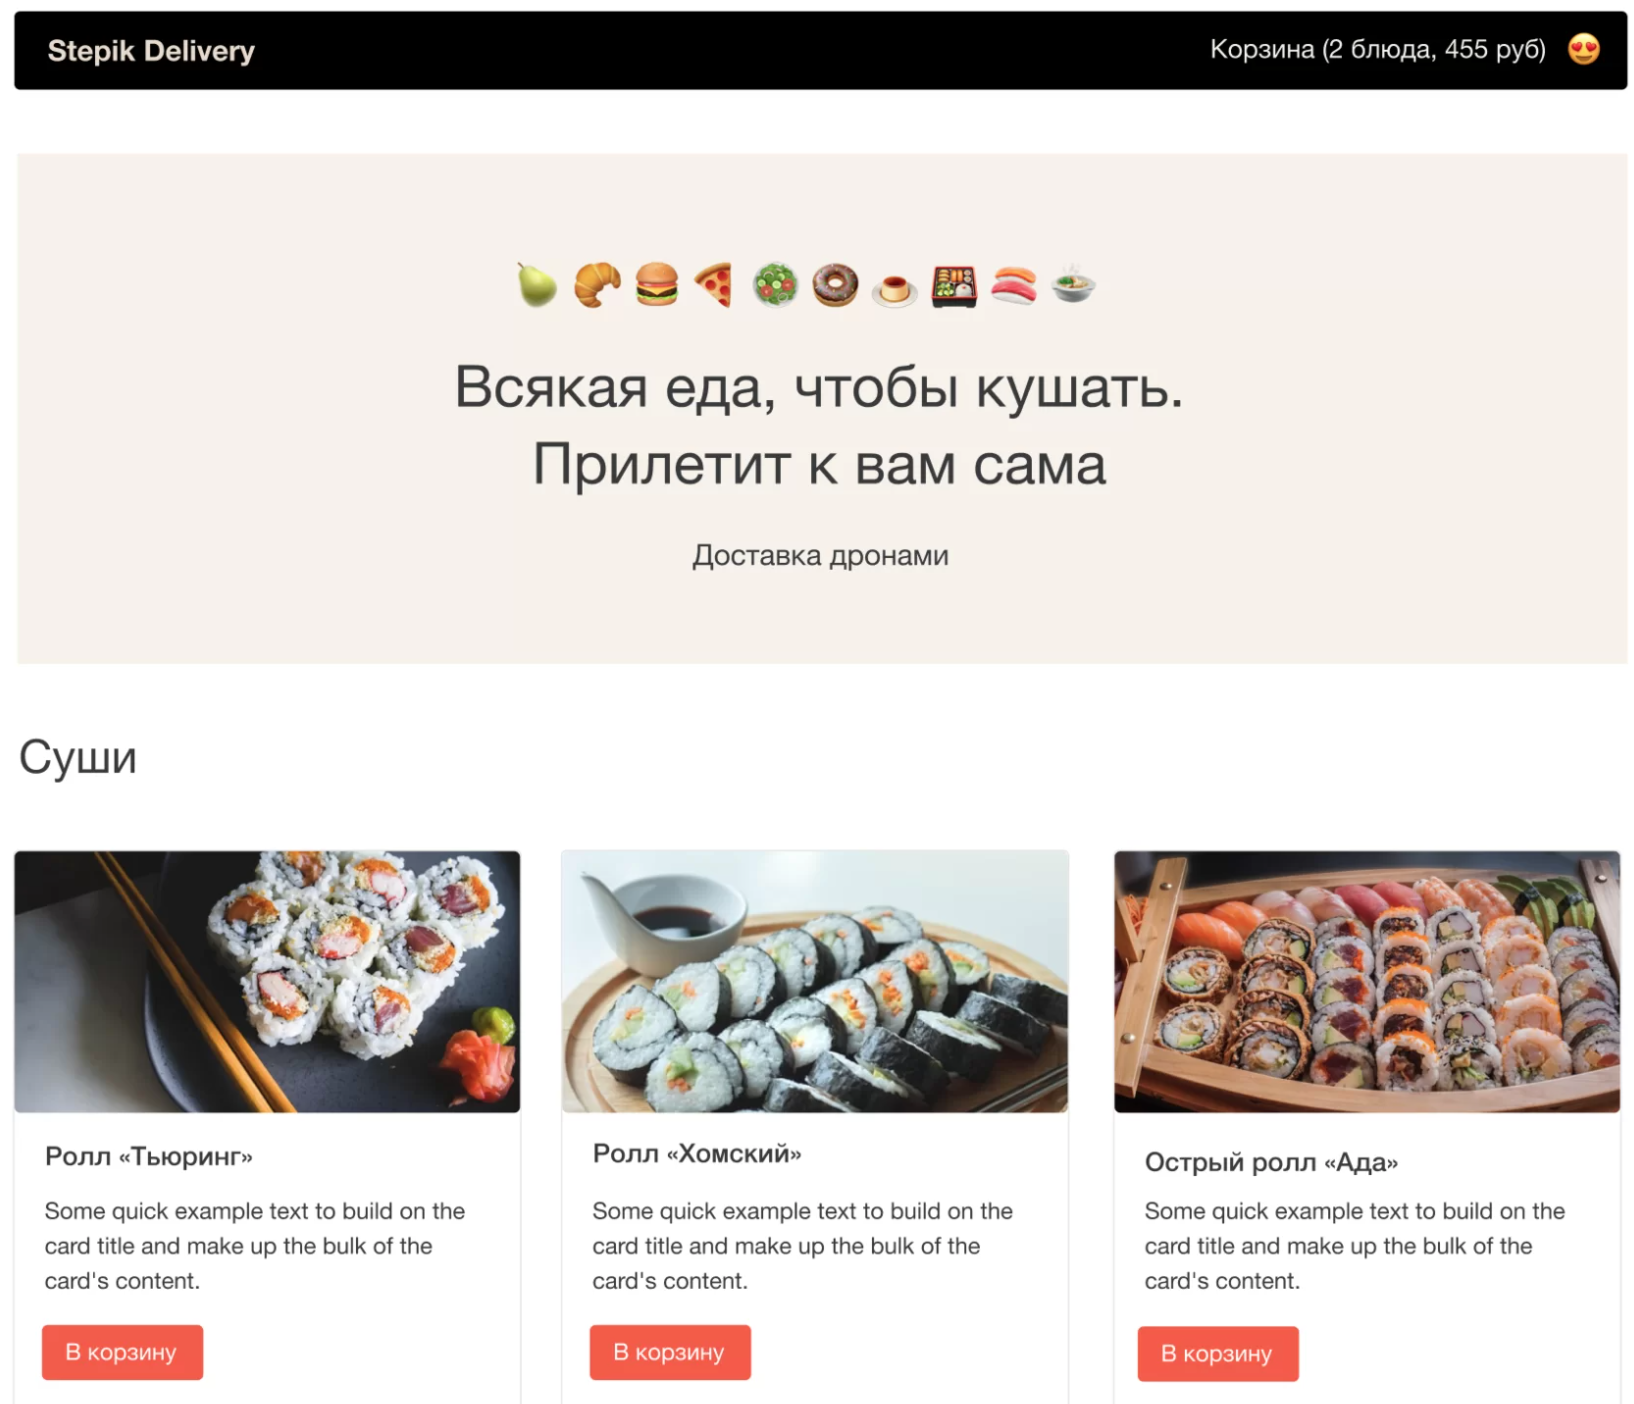 Stepik Delivery
Корзина (2 блюда, 455 руб)
Всякая еда, чтобы кушать.
Прилетит к вам сама
Доставка дронами
Суши
Ролл «Тьюринг»
Some quick example text to build on the
card title and make up the bulk of the
card's content.
В корзину
Ролл «Хомский»
Some quick example text to build on the
card title and make up the bulk of the
card's content.
В корзину
Острый ролл «Ада»
Some quick example text to build on the
card title and make up the bulk of the
card's content.
В корзину